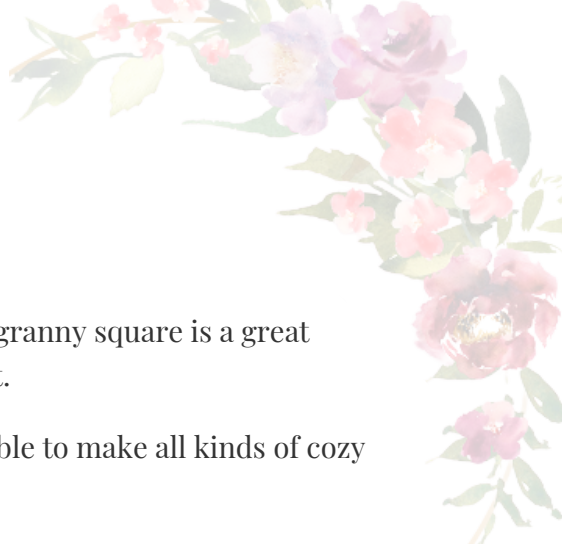 granny square is a great
t.
ble to make all kinds of cozy